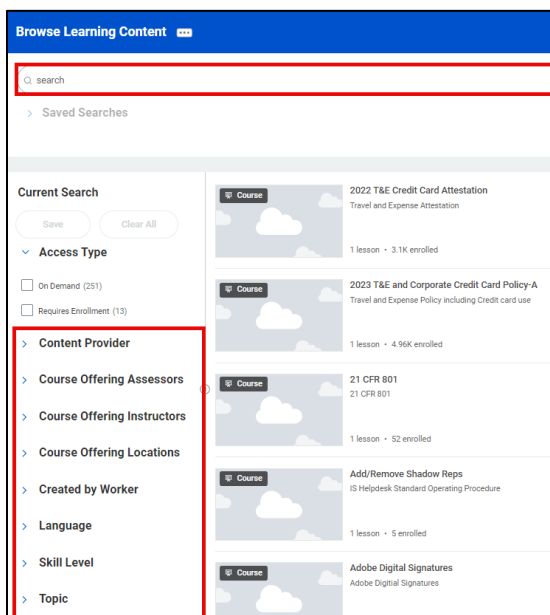 Browse Learning Content
search
Saved Searches
Current Search
Save
Clear All
Access Type
On Demand (251)
Requires Enrollment (13)
Content Provider
Course Offering Assessors
Course Offering Instructors
Course Offering Locations
Created by Worker
Language
Skill Level
Topic
Course
2022 T&E Credit Card Attestation
Travel and Expense Attestation
1 lesson • 3.1K enrolled
Course
2023 T&E and Corporate Credit Card Policy-A
Travel and Expense Policy including Credit card use
1 lesson • 4.96K enrolled
Course
21 CFR 801
21 CFR 801
1 lesson • 52 enrolled
Course
Add/Remove Shadow Reps
IS Helpdesk Standard Operating Procedure
1 lesson • 5 enrolled
Course
Adobe Digital Signatures
Adobe Digitial Signatures